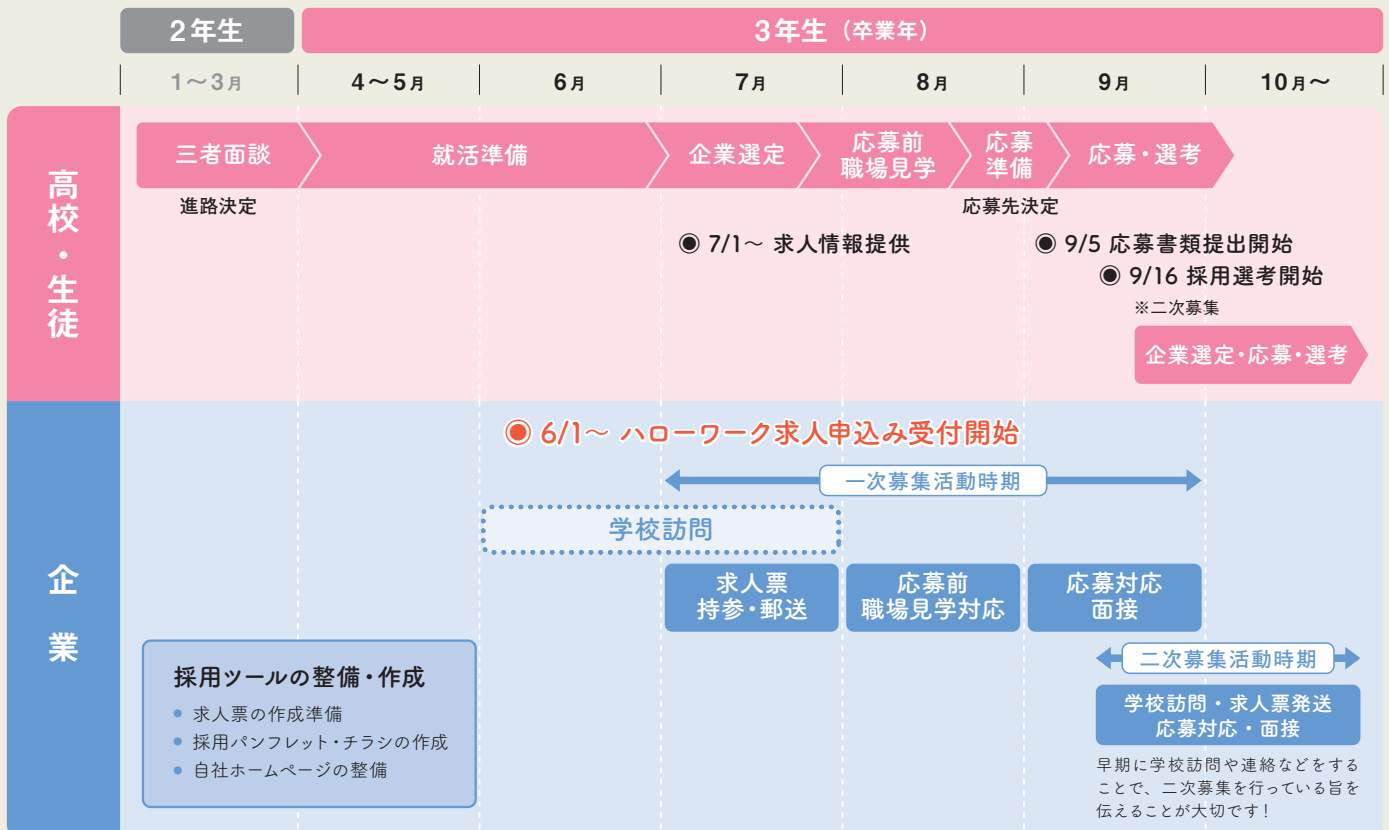 2年生
3年生（卒業年）
1〜3月
4〜5月
6月
7月
8月
9月
10月〜
高校・生徒
三者面談
就活準備
企業選定
応募前
職場見学
応募
準備
応募・選考
進路決定
応募先決定
◉ 7/1〜 求人情報提供
◉ 9/5 応募書類提出開始
◉ 9/16 採用選考開始
※二次募集
企業選定・応募・選考
企業
◉ 6/1〜 ハローワーク求人申込み受付開始
一次募集活動時期
学校訪問
求人票
持参・郵送
応募前
職場見学対応
応募対応
面接
採用ツールの整備・作成
● 求人票の作成準備
● 採用パンフレット・チラシの作成
● 自社ホームページの整備
二次募集活動時期
学校訪問・求人票発送
応募対応・面接
早期に学校訪問や連絡などをする
ことで、二次募集を行っている旨を
伝えることが大切です！